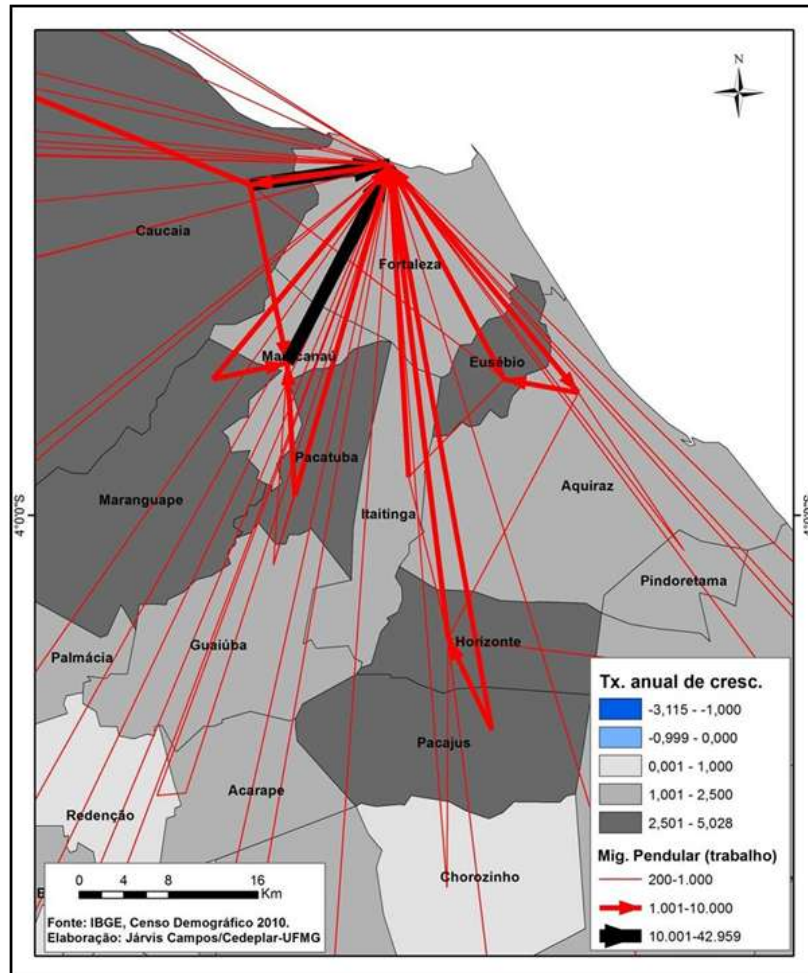 N
Caucaia
Fortaleza
Maracanaú
Eusébio
Pacatuba
Maranguape
Itaitinga
Aquiraz
4°0'0"S
4°0'0"S
Pindoretama
Horizonte
Guaiúba
Palmácia
Pacajus
Acarape
Redenção
Chorozinho
Tx. anual de cresc.
-3,115 - -1,000
-0,999 - 0,000
0,001 - 1,000
1,001 - 2,500
2,501 - 5,028
Mig. Pendular (trabalho)
200-1.000
1.001-10.000
10.001-42.959
0 4 8 16
Km
Fonte: IBGE, Censo Demográfico 2010.
Elaboração: Járvis Campos/Cedeplar-UFMG